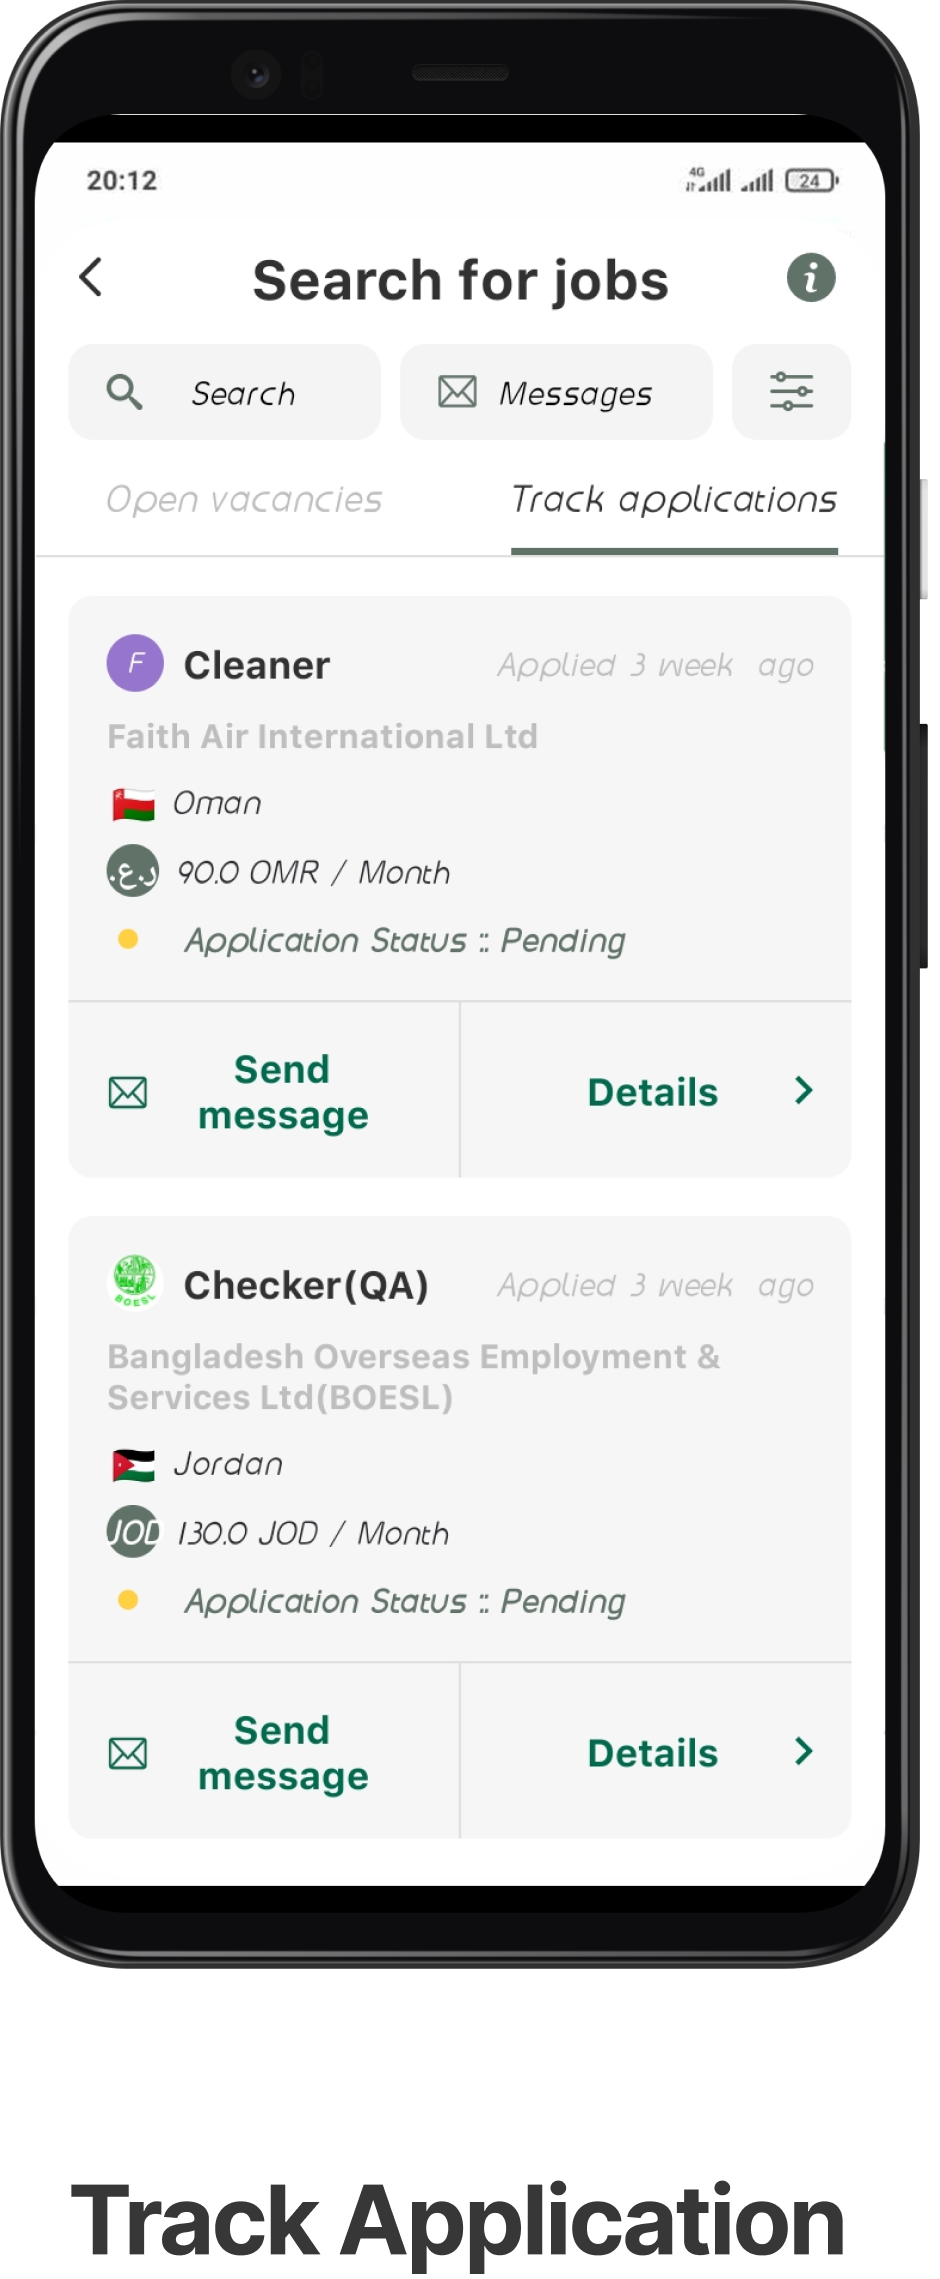 20:12
4G
24
Search for jobs
i
Search
Messages
Open vacancies
Track applications
F
Cleaner
Applied 3 week ago
Faith Air International Ltd
Oman
ر.ع.
90.0 OMR / Month
Application Status :: Pending
Send
message
Details
BOESL
Checker(QA)
Applied 3 week ago
Bangladesh Overseas Employment &
Services Ltd(BOESL)
Jordan
JOD
130.0 JOD / Month
Application Status :: Pending
Send
message
Details
Track Application